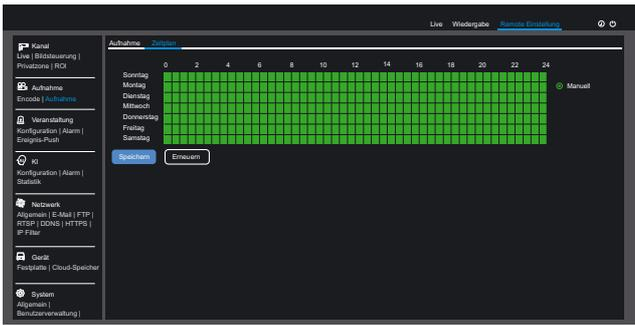 Live Wiedergabe Remote Einstellung
Kanal
Live | Bildsteuerung |
Privatzone | ROI
Aufnahme
Encode | Aufnahme
Veranstaltung
Konfiguration | Alarm |
Ereignis-Push
KI
Konfiguration | Alarm |
Statistik
Netzwerk
Allgemein | E-Mail | FTP |
RTSP | DDNS | HTTPS |
IP Filter
Gerät
Festplatte | Cloud-Speicher
System
Allgemein |
Benutzerverwaltung |
Aufnahme Zeitplan
0 2 4 6 8 10 12 14 16 18 20 22 24
Sonntag
Montag
Dienstag
Mittwoch
Donnerstag
Freitag
Samstag
Manuell
Speichern Erneuern